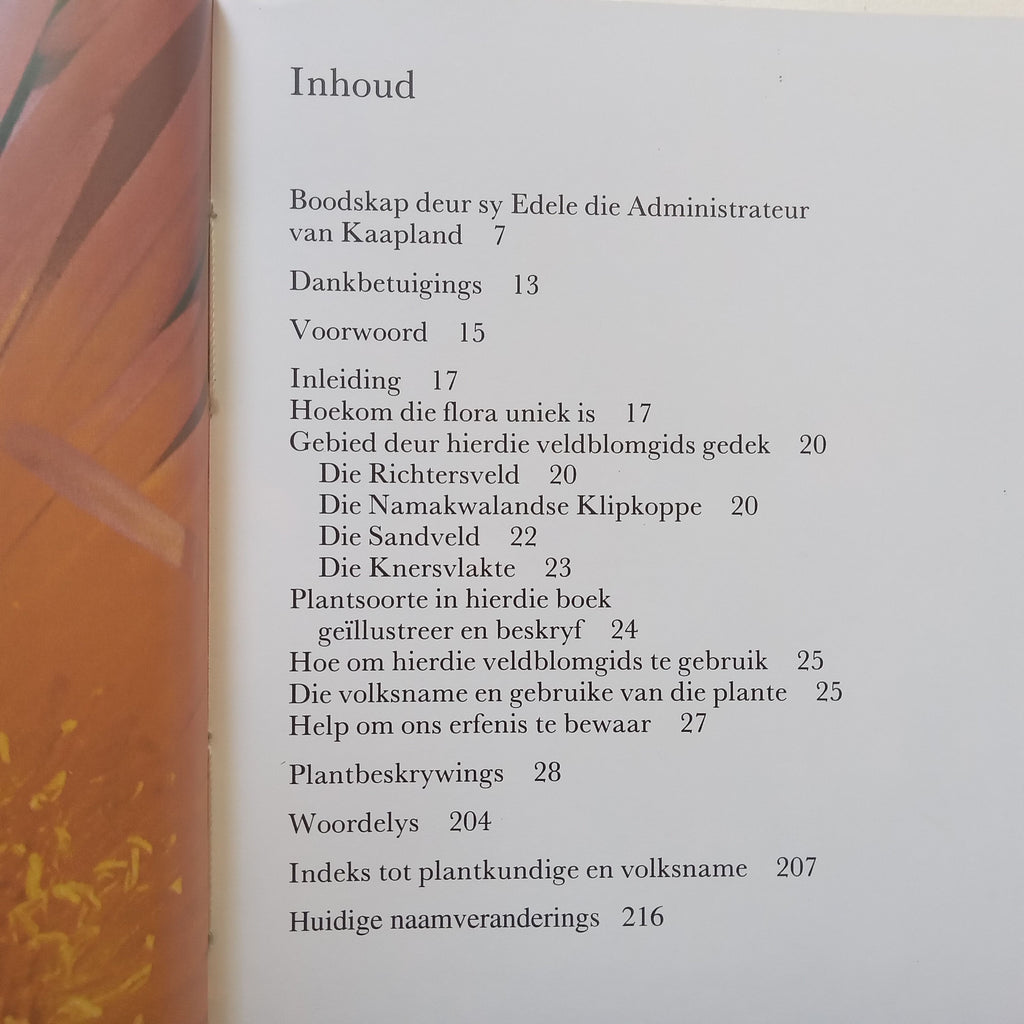 Inhoud
Boodskap deur sy Edele die Administrateur
van Kaapland 7
Dankbetuigings 13
Voorwoord 15
Inleiding 17
Hoekom die flora uniek is 17
Gebied deur hierdie veldblomgids gedek 20
Die Richtersveld 20
Die Namakwalandse Klipkoppe 20
Die Sandveld 22
Die Knersvlakte 23
Plantsoorte in hierdie boek
geïllustreer en beskryf 24
Hoe om hierdie veldblomgids te gebruik 25
Die volksname en gebruike van die plante 25
Help om ons erfenis te bewaar 27
Plantbeskrywings 28
Woordelys 204
Indeks tot plantkundige en volksname 207
Huidige naamveranderings 216